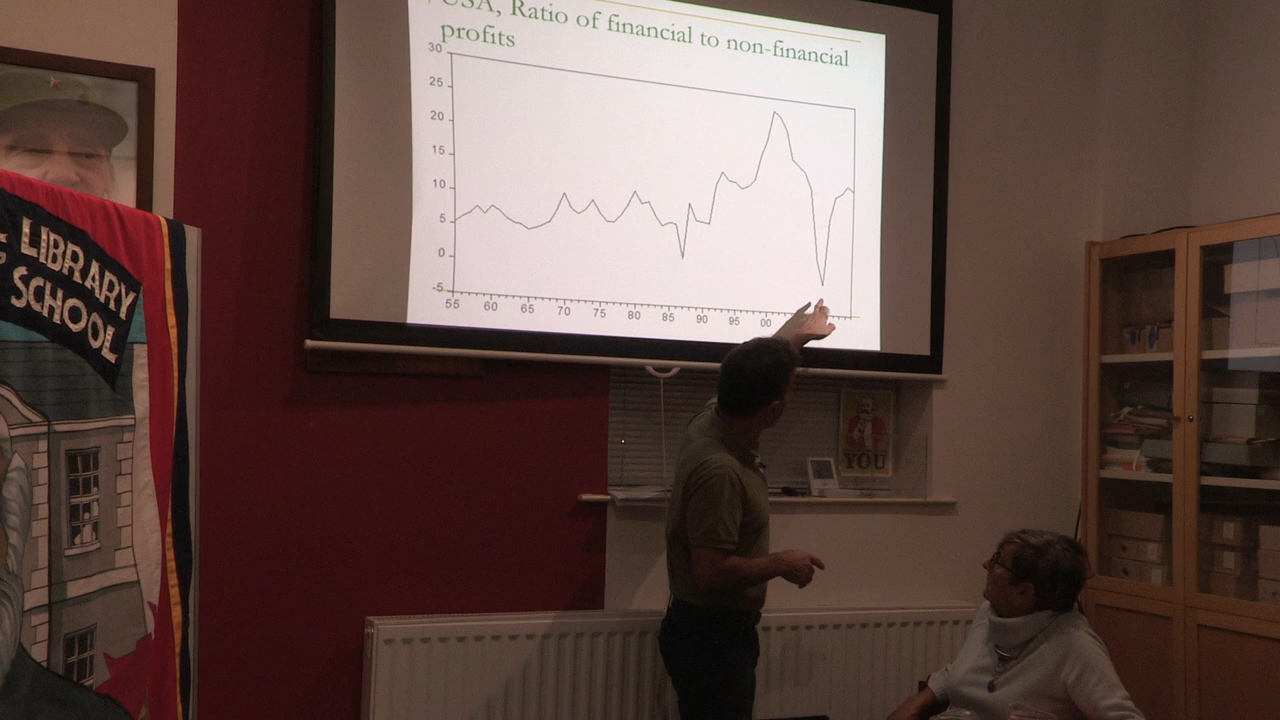 USA, Ratio of financial to non-financial
profits
30
25
20
15
10
5
0
-5
55 60 65 70 75 80 85 90 95 00
LIBRARY
SCHOOL
YOU